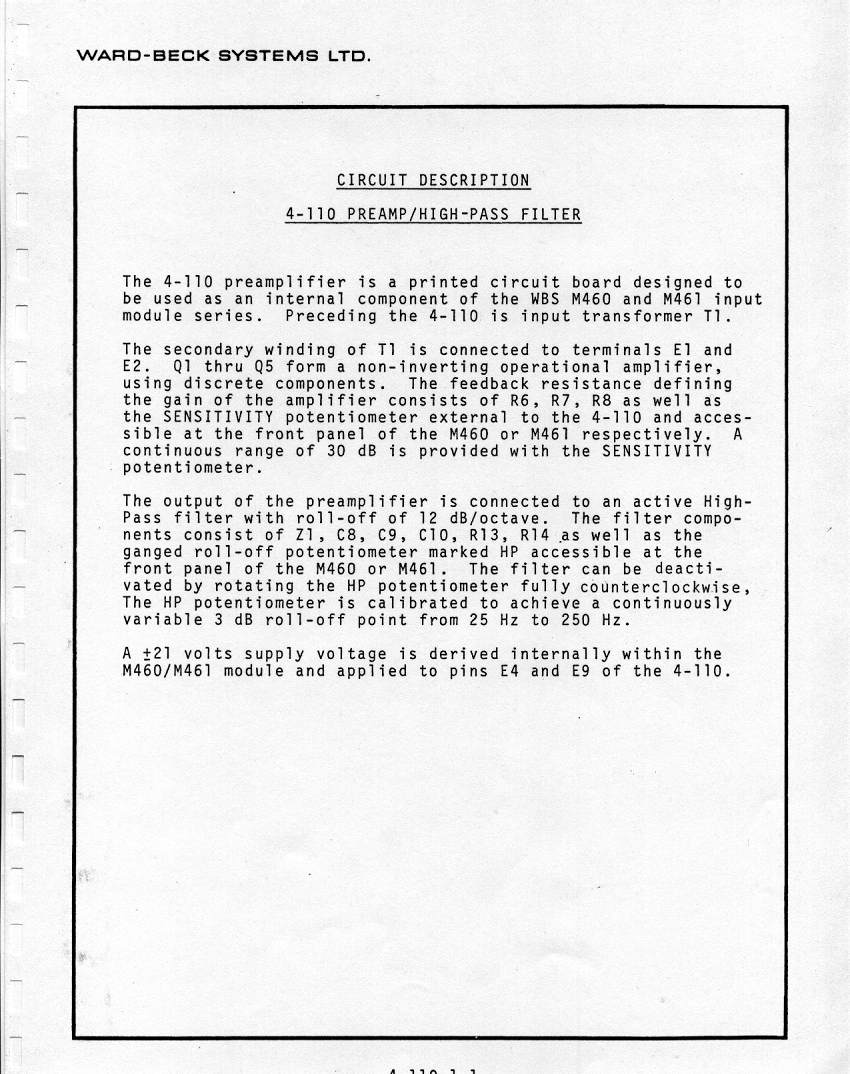 WARD-BECK SYSTEMS LTD.
CIRCUIT DESCRIPTION
4-110 PREAMP/HIGH-PASS FILTER
The 4-110 preamplifier is a printed circuit board designed to
be used as an internal component of the WBS M460 and M461 input
module series.  Preceding the 4-110 is input transformer T1.
The secondary winding of T1 is connected to terminals E1 and
E2.  Q1 thru Q5 form a non-inverting operational amplifier,
using discrete components.  The feedback resistance defining
the gain of the amplifier consists of R6, R7, R8 as well as
the SENSITIVITY potentiometer external to the 4-110 and acces-
sible at the front panel of the M460 or M461 respectively.  A
continuous range of 30 dB is provided with the SENSITIVITY
potentiometer.
The output of the preamplifier is connected to an active High-
Pass filter with roll-off of 12 dB/octave.  The filter compo-
nents consist of Z1, C8, C9, C10, R13, R14 as well as the
ganged roll-off potentiometer marked HP accessible at the
front panel of the M460 or M461.  The filter can be deacti-
vated by rotating the HP potentiometer fully counterclockwise,
The HP potentiometer is calibrated to achieve a continuously
variable 3 dB roll-off point from 25 Hz to 250 Hz.
A ±21 volts supply voltage is derived internally within the
M460/M461 module and applied to pins E4 and E9 of the 4-110.